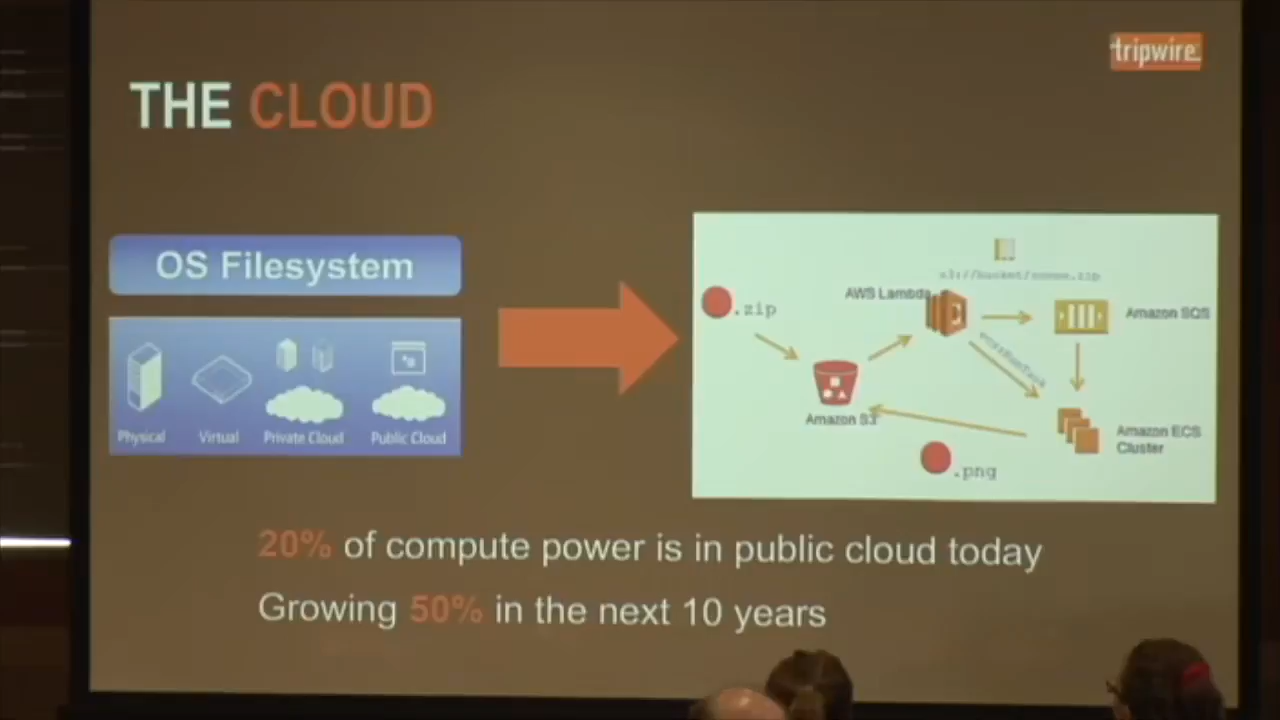 tripwire
THE CLOUD
OS Filesystem
Physical
Virtual
Private Cloud
Public Cloud
.zip
AWS Lambda
Amazon SQS
Amazon S3
Amazon ECS
Cluster
.png
20% of compute power is in public cloud today
Growing 50% in the next 10 years